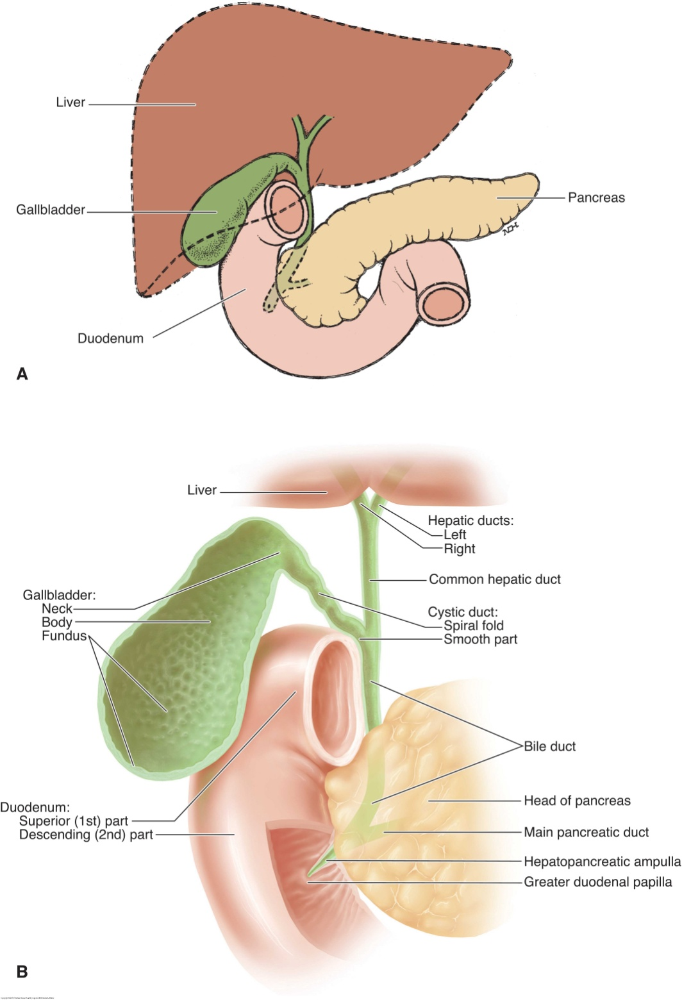 Liver
Gallbladder
Pancreas
Duodenum
A
Liver
Hepatic ducts:
Left
Right
Common hepatic duct
Gallbladder:
Neck
Body
Fundus
Cystic duct:
Spiral fold
Smooth part
Bile duct
Duodenum:
Superior (1st) part
Descending (2nd) part
Head of pancreas
Main pancreatic duct
Hepatopancreatic ampulla
Greater duodenal papilla
B